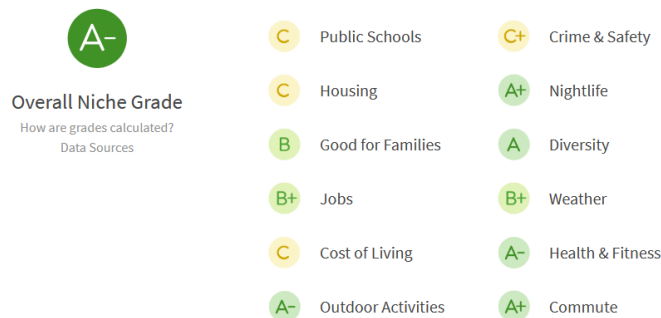 A-
Overall Niche Grade
How are grades calculated?
Data Sources
C Public Schools
C Housing
B Good for Families
B+ Jobs
C Cost of Living
A- Outdoor Activities
C+ Crime & Safety
A+ Nightlife
A Diversity
B+ Weather
A- Health & Fitness
A+ Commute